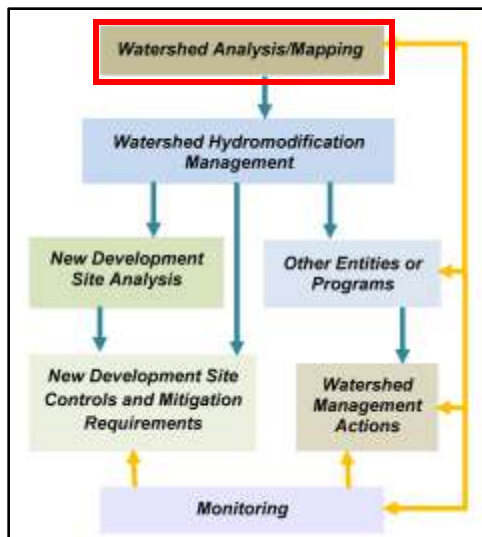 Watershed Analysis/Mapping
Watershed Hydromodification
Management
New Development
Site Analysis
Other Entities or
Programs
New Development Site
Controls and Mitigation
Requirements
Watershed
Management
Actions
Monitoring